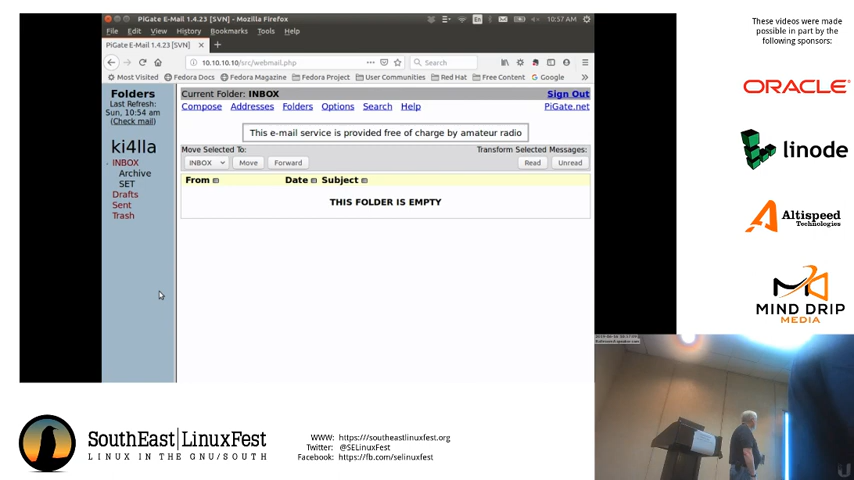 PiGate E-Mail 1.4.23 [SVN] - Mozilla Firefox
En
10:57 AM
File Edit View History Bookmarks Tools Help
PiGate E-Mail 1.4.23 [SVN]
10.10.10.10/src/webmail.php
Search
Most Visited Fedora Docs Fedora Magazine Fedora Project User Communities Red Hat Free Content Google
Folders
Last Refresh:
Sun, 10:54 am
(Check mail)
ki4lla
INBOX
Archive
SET
Drafts
Sent
Trash
Current Folder: INBOX
Sign Out
Compose Addresses Folders Options Search Help
PiGate.net
This e-mail service is provided free of charge by amateur radio
Move Selected To:
Transform Selected Messages:
INBOX Move Forward
Read Unread
From Date Subject
THIS FOLDER IS EMPTY
These videos were made
possible in part by the
following sponsors:
ORACLE
linode
Altispeed
Technologies
MIND DRIP
MEDIA
SouthEast|LinuxFest
LINUX IN THE GNU/SOUTH
WWW: https:///southeastlinuxfest.org
Twitter: @SELinuxFest
Facebook: https://fb.com/selinuxfest